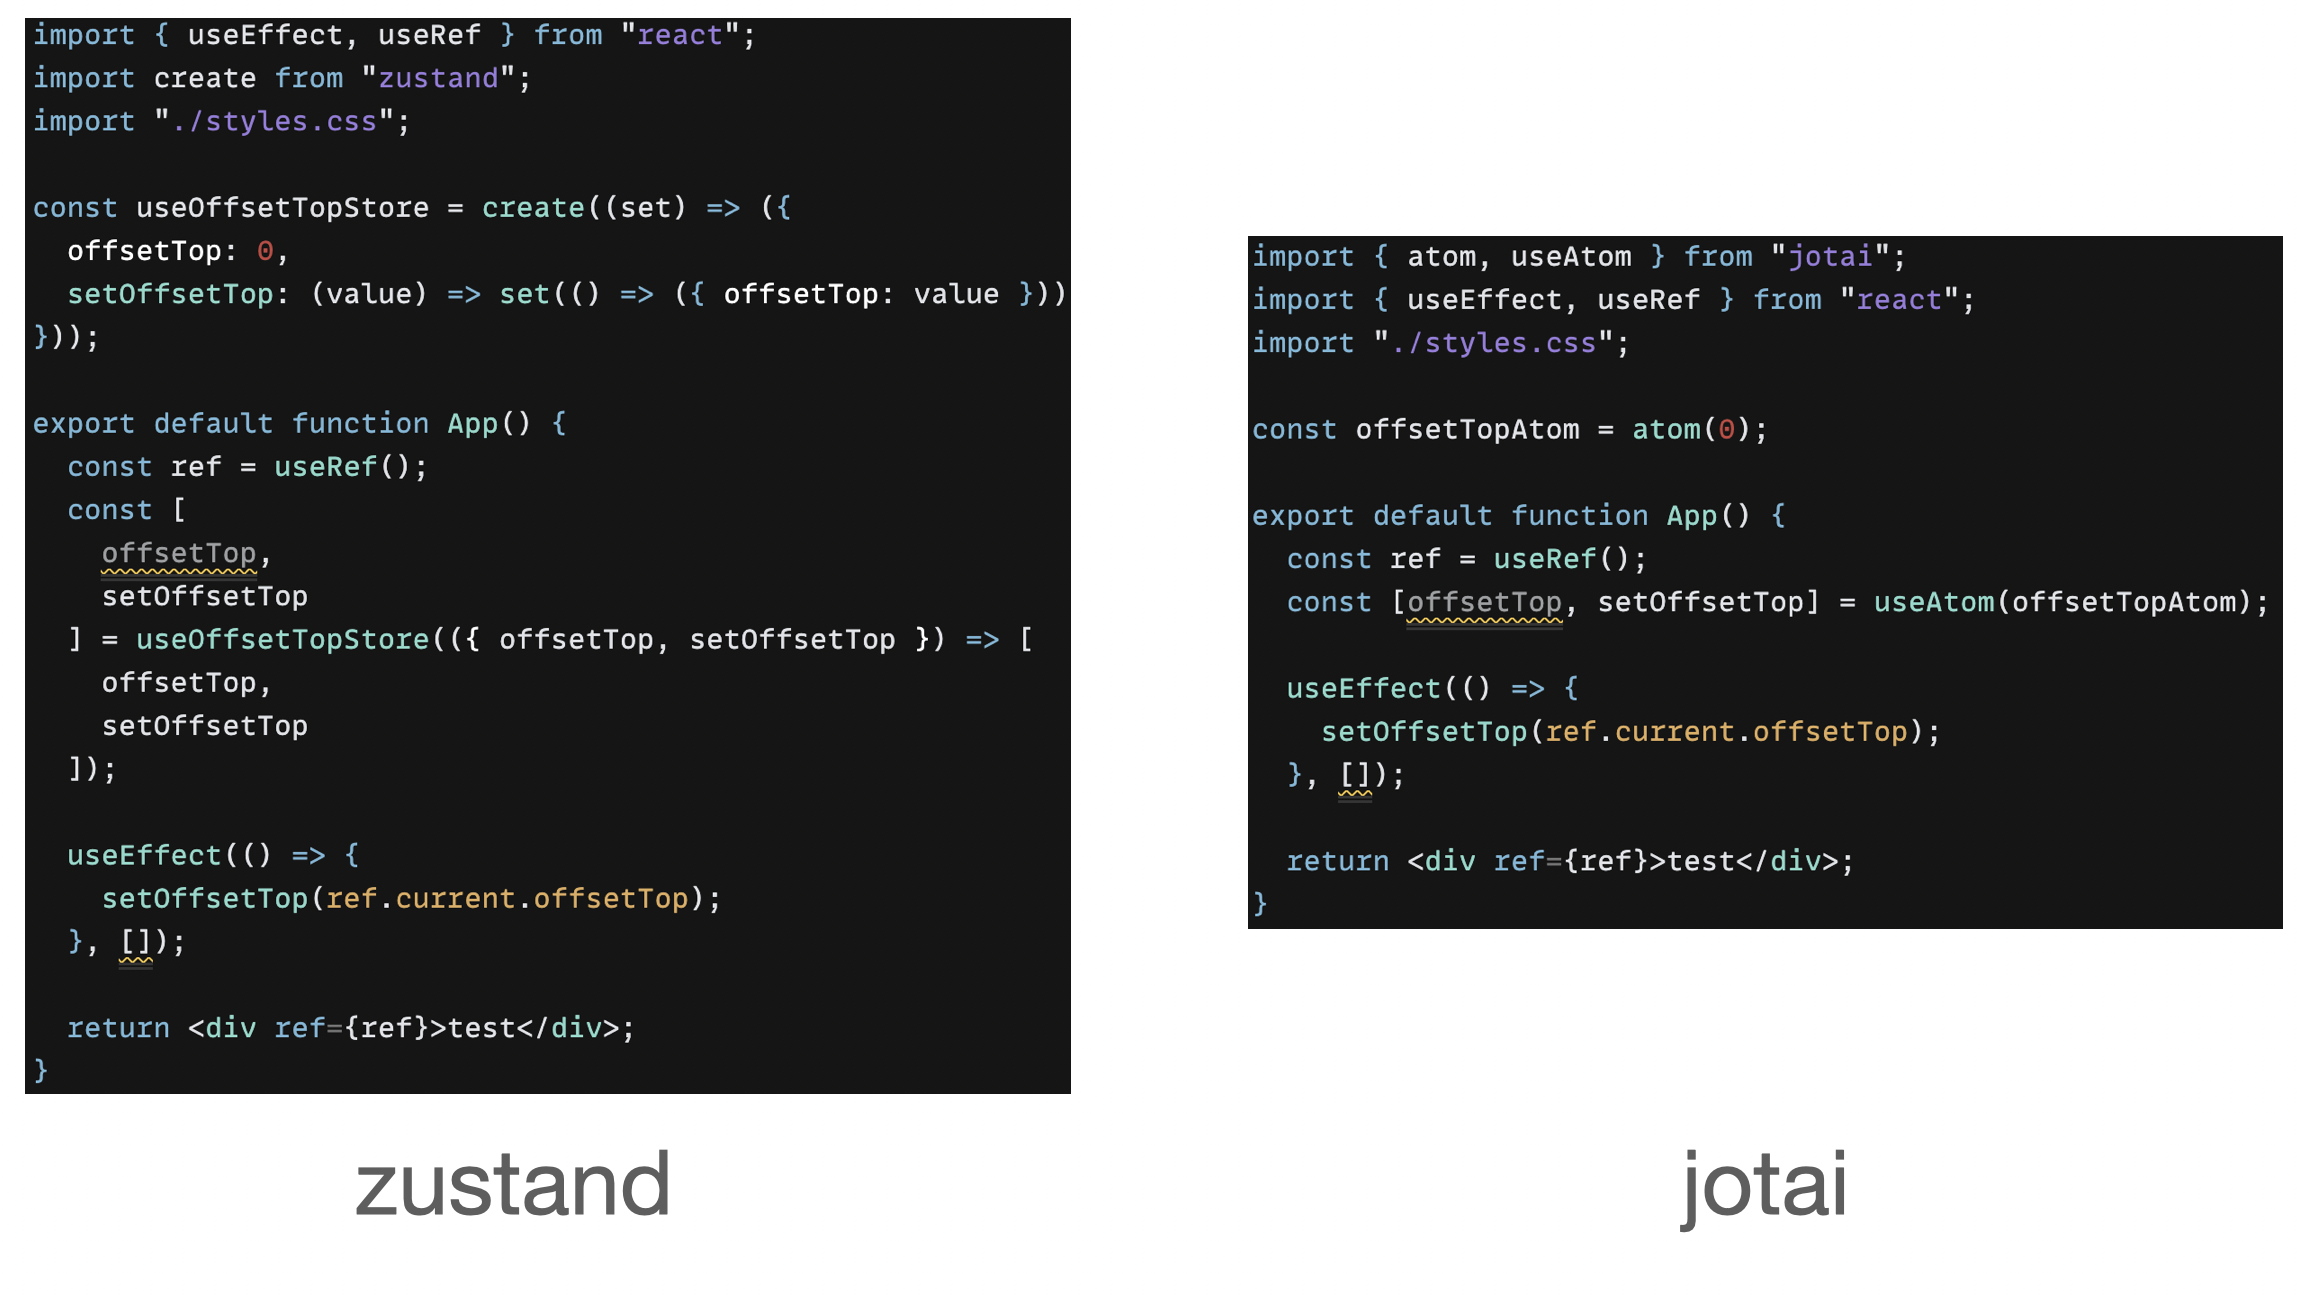 import { useEffect, useRef } from "react";
import create from "zustand";
import "./styles.css";
const useOffsetTopStore = create((set) => ({
  offsetTop: 0,
  setOffsetTop: (value) => set(() => ({ offsetTop: value }))
}));
export default function App() {
  const ref = useRef();
  const [
    offsetTop,
    setOffsetTop
  ] = useOffsetTopStore(({ offsetTop, setOffsetTop }) => [
    offsetTop,
    setOffsetTop
  ]);
  useEffect(() => {
    setOffsetTop(ref.current.offsetTop);
  }, []);
  return <div ref={ref}>test</div>;
}
zustand
import { atom, useAtom } from "jotai";
import { useEffect, useRef } from "react";
import "./styles.css";
const offsetTopAtom = atom(0);
export default function App() {
  const ref = useRef();
  const [offsetTop, setOffsetTop] = useAtom(offsetTopAtom);
  useEffect(() => {
    setOffsetTop(ref.current.offsetTop);
  }, []);
  return <div ref={ref}>test</div>;
}
jotai